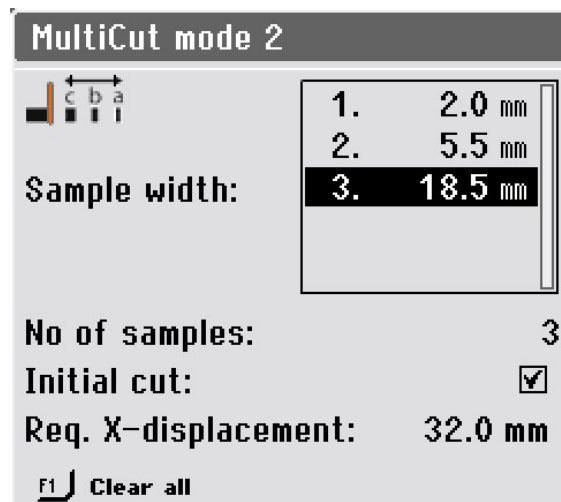 MultiCut mode 2
c b a
1. 2.0 mm
2. 5.5 mm
Sample width: 3. 18.5 mm
No of samples: 3
Initial cut:
Req. X-displacement: 32.0 mm
F1 Clear all